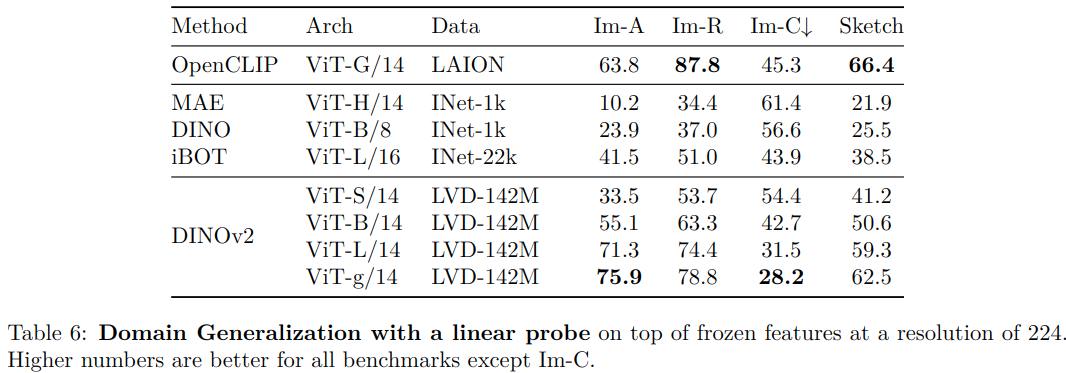 Method Arch Data Im-A Im-R Im-C↓ Sketch
OpenCLIP ViT-G/14 LAION 63.8 87.8 45.3 66.4
MAE ViT-H/14 INet-1k 10.2 34.4 61.4 21.9
DINO ViT-B/8 INet-1k 23.9 37.0 56.6 25.5
iBOT ViT-L/16 INet-22k 41.5 51.0 43.9 38.5
DINOv2
ViT-S/14 LVD-142M 33.5 53.7 54.4 41.2
ViT-B/14 LVD-142M 55.1 63.3 42.7 50.6
ViT-L/14 LVD-142M 71.3 74.4 31.5 59.3
ViT-g/14 LVD-142M 75.9 78.8 28.2 62.5
Table 6: Domain Generalization with a linear probe on top of frozen features at a resolution of 224.
Higher numbers are better for all benchmarks except Im-C.